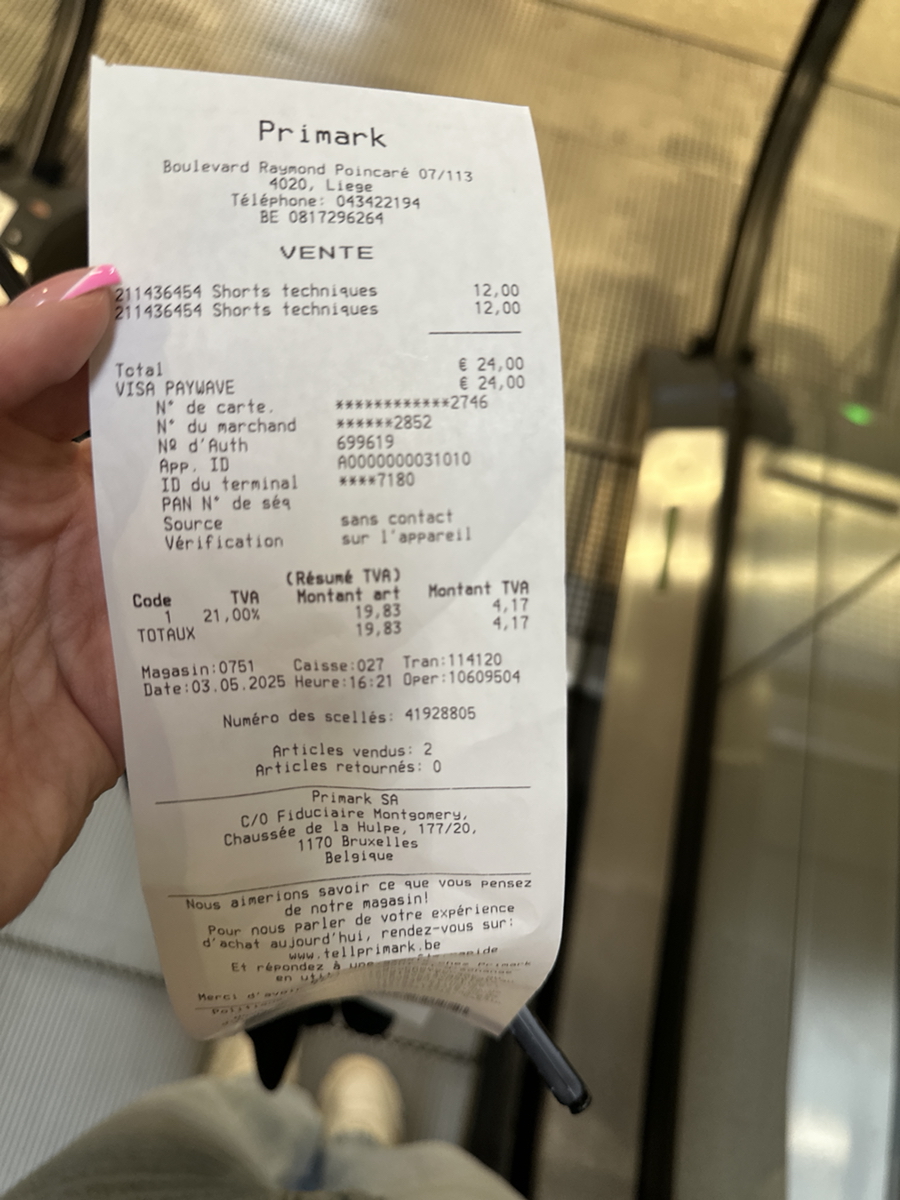 Primark
Boulevard Raymond Poincaré 07/113
4020, Liege
Téléphone: 043422194
BE 0817296264
VENTE
211436454 Shorts techniques 12,00
211436454 Shorts techniques 12,00
Total € 24,00
VISA PAYWAVE € 24,00
N° de carte. ************2746
N° du marchand ******2852
Nº d'Auth 699619
App. ID A0000000031010
ID du terminal ****7180
PAN N° de séq
Source sans contact
Vérification sur l'appareil
(Résumé TVA)
Code TVA Montant art Montant TVA
1 21,00% 19,83 4,17
TOTAUX 19,83 4,17
Magasin:0751 Caisse:027 Tran:114120
Date:03.05.2025 Heure:16:21 Oper:10609504
Numéro des scellés: 41928805
Articles vendus: 2
Articles retournés: 0
Primark SA
C/O Fiduciaire Montgomery,
Chaussée de la Hulpe, 177/20,
1170 Bruxelles
Belgique
Nous aimerions savoir ce que vous pensez
de notre magasin!
Pour nous parler de votre expérience
d'achat aujourd'hui, rendez-vous sur:
www.tellprimark.be
Et répondez à une
en
Merci